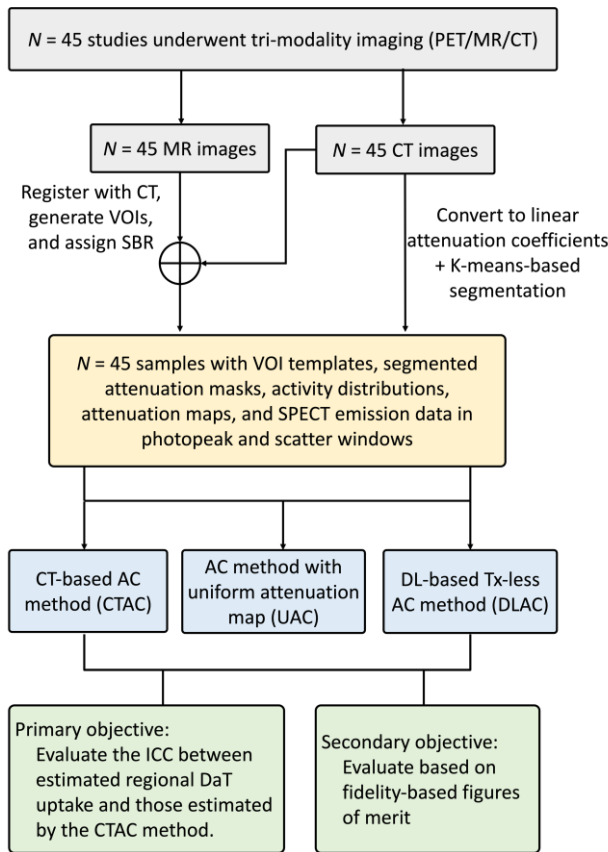 N = 45 studies underwent tri-modality imaging (PET/MR/CT)
N = 45 MR images
N = 45 CT images
Register with CT,
generate VOIs,
and assign SBR
Convert to linear
attenuation coefficients
+ K-means-based
segmentation
N = 45 samples with VOI templates, segmented
attenuation masks, activity distributions,
attenuation maps, and SPECT emission data in
photopeak and scatter windows
CT-based AC
method (CTAC)
AC method with
uniform attenuation
map (UAC)
DL-based Tx-less
AC method (DLAC)
Primary objective:
Evaluate the ICC between
estimated regional DaT
uptake and those estimated
by the CTAC method.
Secondary objective:
Evaluate based on
fidelity-based figures
of merit